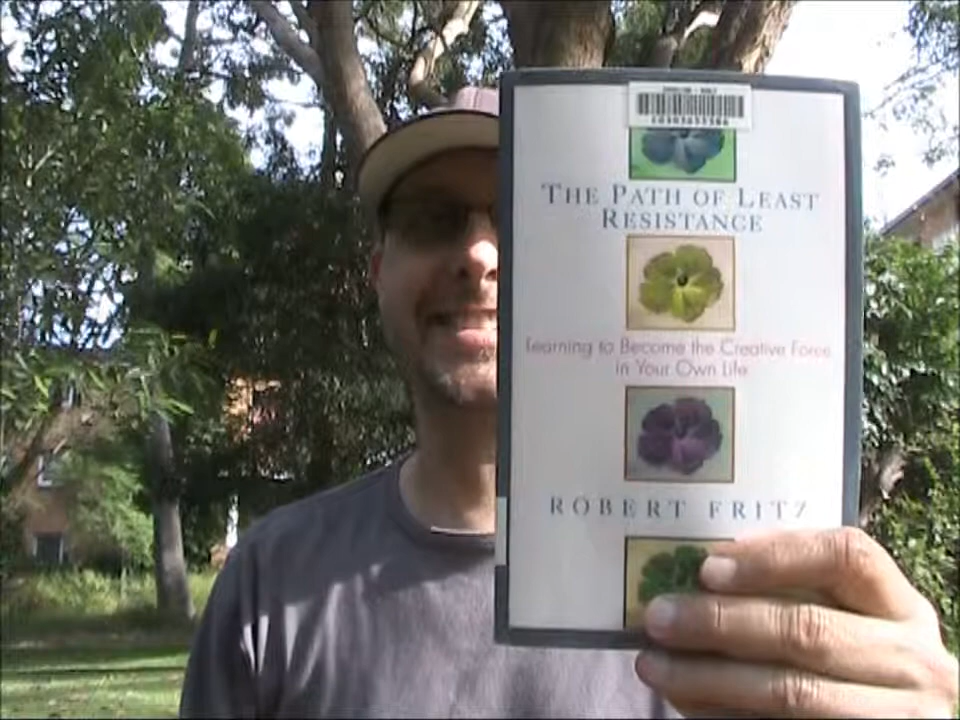 THE PATH OF LEAST
RESISTANCE
Learning to Become the Creative Force
in Your Own Life
ROBERT FRITZ